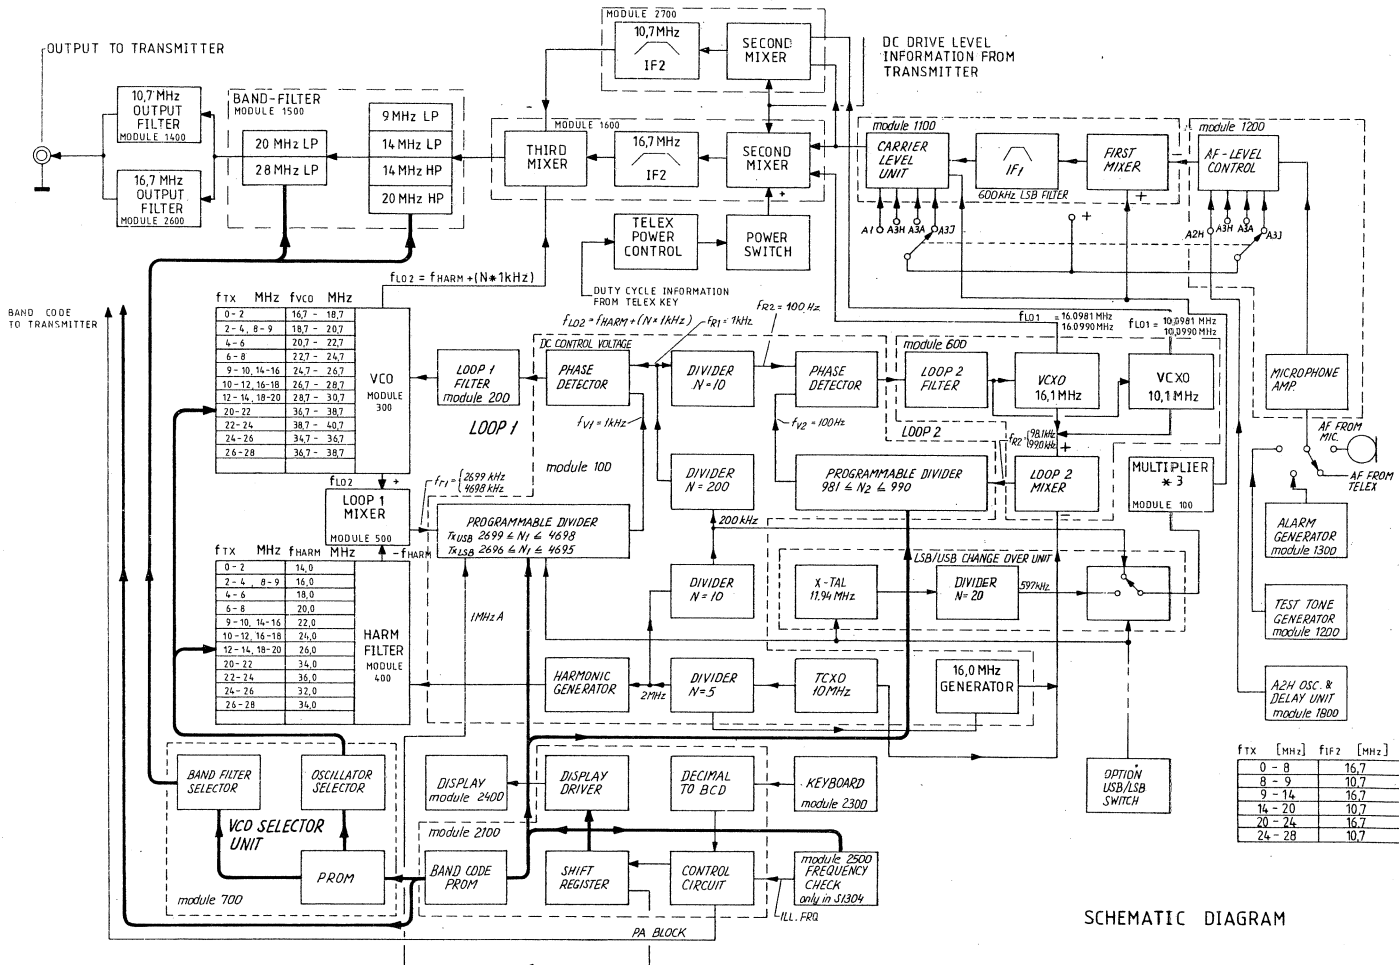 MODULE 2700
OUTPUT TO TRANSMITTER
10,7 MHz
IF2
SECOND
MIXER
DC DRIVE LEVEL
INFORMATION FROM
TRANSMITTER
10,7 MHz
OUTPUT
FILTER
MODULE 1400
16,7 MHz
OUTPUT
FILTER
MODULE 2600
BAND-FILTER
MODULE 1500
20 MHz LP
28 MHz LP
9 MHz LP
14 MHz LP
14 MHz HP
20 MHz HP
MODULE 1600
THIRD
MIXER
16,7 MHz
IF2
SECOND
MIXER
+
module 1100
CARRIER
LEVEL
UNIT
IF1
600kHz LSB FILTER
FIRST
MIXER
+
module 1200
AF-LEVEL
CONTROL
A1
A3H
A3A
A3J
+
A2H
A3H
A3A
A3J
TELEX
POWER
CONTROL
POWER
SWITCH
DUTY CYCLE INFORMATION
FROM TELEX KEY
fLO2 = fHARM+(N*1kHz)
BAND CODE
TO TRANSMITTER
fTX MHz fVCO MHz
0-2 16,7 - 18,7
2-4, 8-9 18,7 - 20,7
4-6 20,7 - 22,7
6-8 22,7 - 24,7
9-10, 14-16 24,7 - 26,7
10-12, 16-18 26,7 - 28,7
12-14, 18-20 28,7 - 30,7
20-22 36,7 - 38,7
22-24 38,7 - 40,7
24-26 34,7 - 36,7
26-28 36,7 - 38,7
VCO
MODULE
300
fLO2 = fHARM+(N*1kHz)
fR1=1kHz
fR2=100Hz
fLO1 = 16.0981MHz
16.0990MHz
fLO1 = 10,0981 MHz
10,0990 MHz
LOOP 1
FILTER
module 200
LOOP 1
DC CONTROL VOLTAGE
PHASE
DETECTOR
DIVIDER
N=10
PHASE
DETECTOR
module 600
LOOP 2
FILTER
VCXO
16,1 MHz
VCXO
10,1 MHz
MICROPHONE
AMP.
fV1=1kHz
fV2=100Hz
LOOP 2
fR2= 98,1kHz
99,0kHz
+
AF FROM
MIC.
AF FROM
TELEX
module 100
DIVIDER
N=200
PROGRAMMABLE DIVIDER
981 ≤ N2 ≤ 990
LOOP 2
MIXER
−
MULTIPLIER
* 3
MODULE 100
fLO2 +
fT1= 2699 kHz
4698 kHz
LOOP 1
MIXER
MODULE 500
-fHARM
PROGRAMMABLE DIVIDER
TX USB 2699 ≤ N1 ≤ 4698
TX LSB 2696 ≤ N1 ≤ 4695
200kHz
ALARM
GENERATOR
module 1300
fTX MHz fHARM MHz
0-2 14,0
2-4, 8-9 16,0
4-6 18,0
6-8 20,0
9-10, 14-16 22,0
10-12, 16-18 24,0
12-14, 18-20 26,0
20-22 34,0
22-24 36,0
24-26 32,0
26-28 34,0
HARM
FILTER
MODULE
400
1MHz A
DIVIDER
N=10
LSB/USB CHANGE OVER UNIT
X-TAL
11.94MHz
DIVIDER
N=20
597kHz
TEST TONE
GENERATOR
module 1200
HARMONIC
GENERATOR
2MHz
DIVIDER
N=5
TCXO
10MHz
16,0 MHz
GENERATOR
A2H OSC. &
DELAY UNIT
module 1800
BAND FILTER
SELECTOR
OSCILLATOR
SELECTOR
VCO SELECTOR
UNIT
PROM
module 700
DISPLAY
module 2400
DISPLAY
DRIVER
DECIMAL
TO BCD
KEYBOARD
module 2300
OPTION
USB/LSB
SWITCH
module 2100
BAND CODE
PROM
SHIFT
REGISTER
CONTROL
CIRCUIT
module 2500
FREQUENCY
CHECK
only in S1304
ILL. FRQ.
PA BLOCK
fTX [MHz] fIF2 [MHz]
0 - 8 16,7
8 - 9 10,7
9 - 14 16,7
14 - 20 10,7
20 - 24 16,7
24 - 28 10,7
SCHEMATIC DIAGRAM